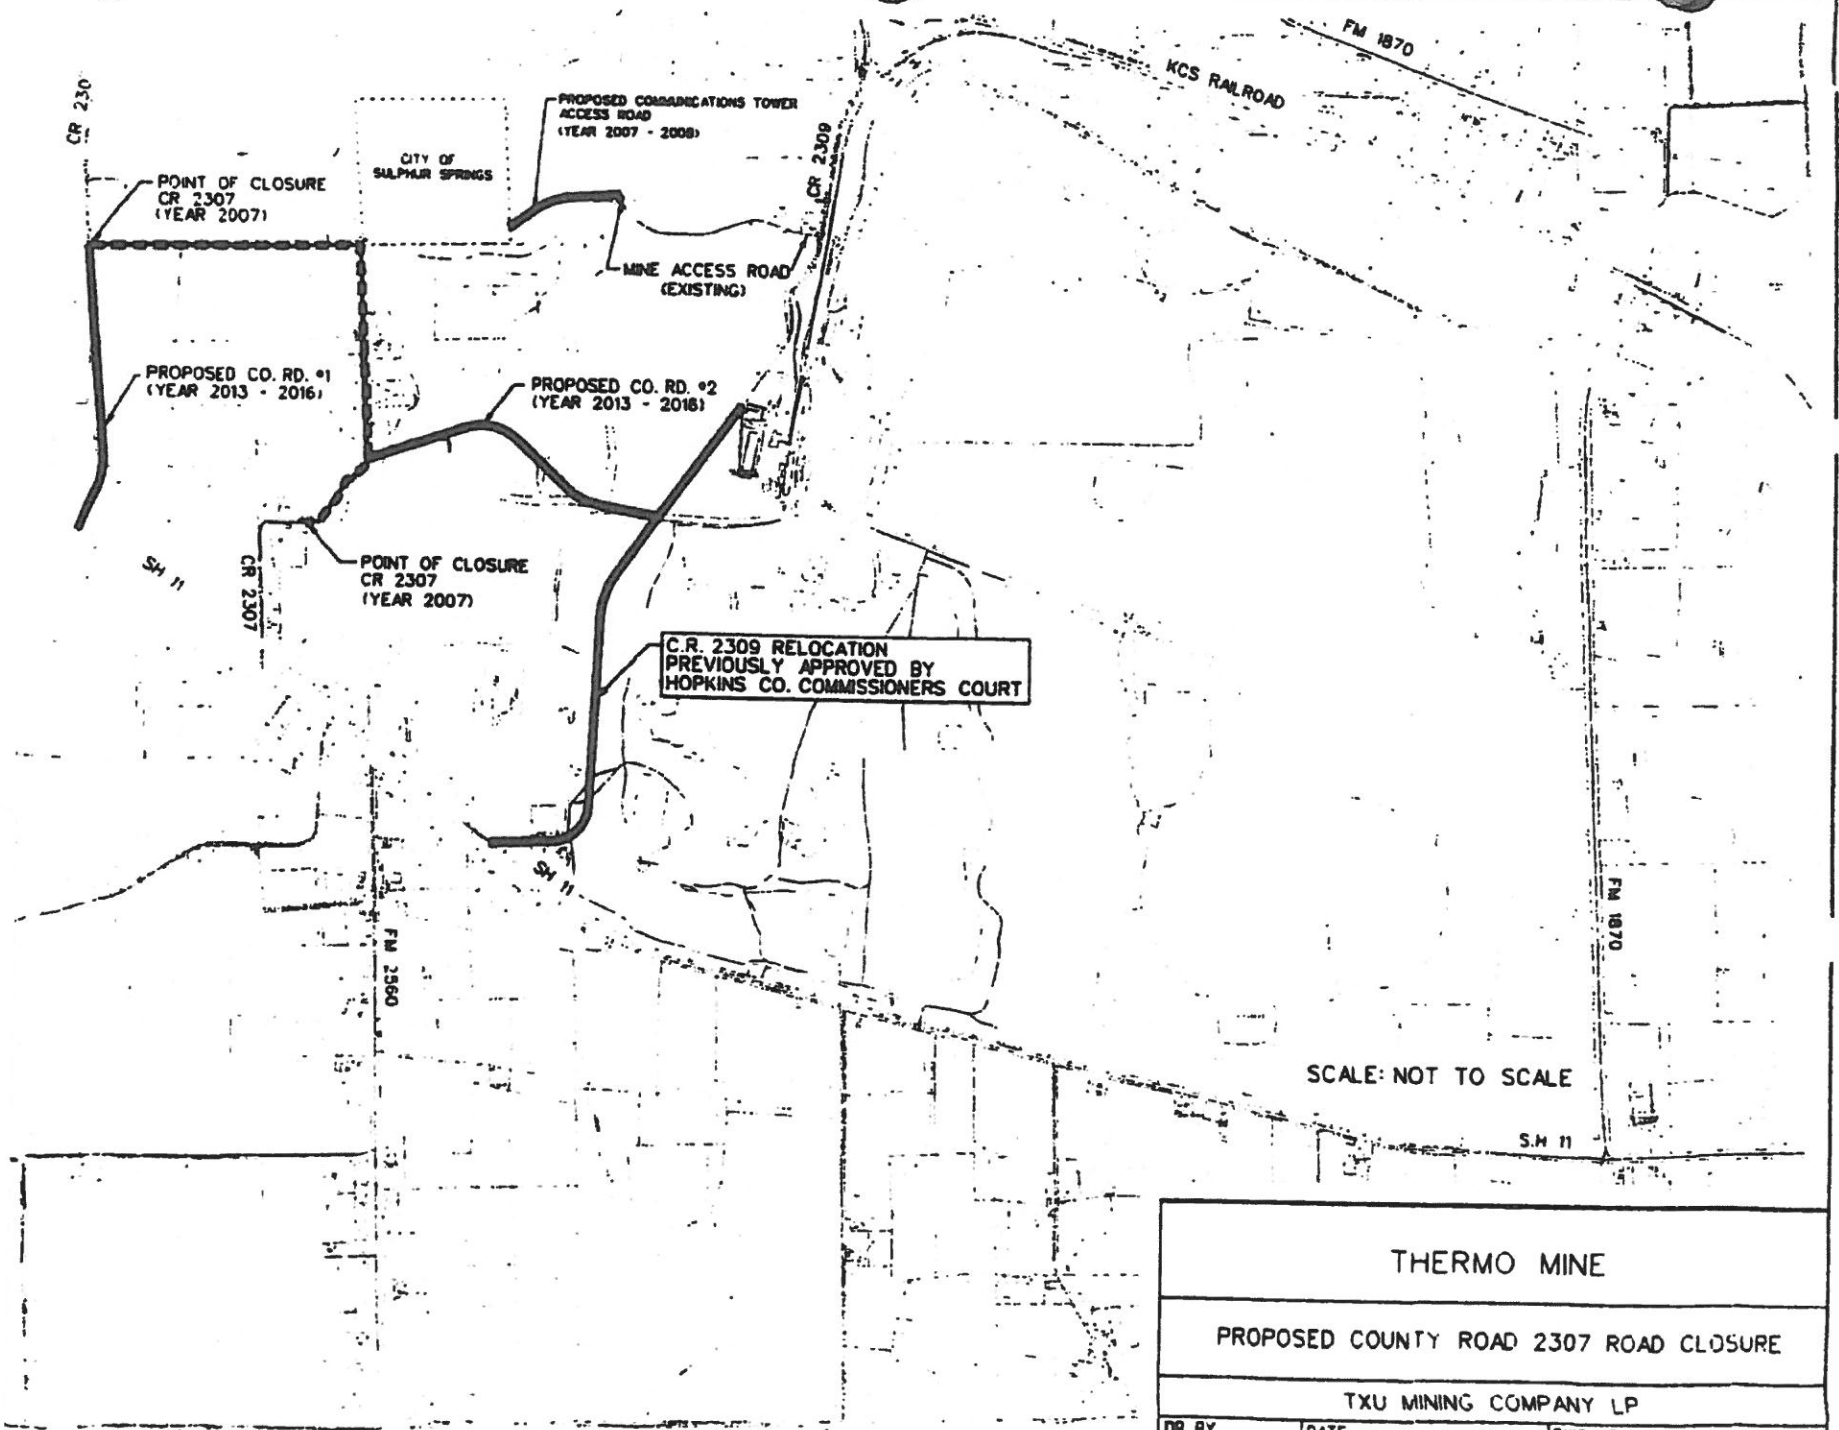 FM 1870
KCS RAILROAD
CR 230
PROPOSED COMMUNICATIONS TOWER
ACCESS ROAD
(YEAR 2007 - 2008)
CR 2309
CITY OF
SULPHUR SPRINGS
POINT OF CLOSURE
CR 2307
(YEAR 2007)
MINE ACCESS ROAD
(EXISTING)
PROPOSED CO. RD. #1
(YEAR 2013 - 2016)
PROPOSED CO. RD. #2
(YEAR 2013 - 2016)
SH 11
CR 2307
POINT OF CLOSURE
CR 2307
(YEAR 2007)
C.R. 2309 RELOCATION
PREVIOUSLY APPROVED BY
HOPKINS CO. COMMISSIONERS COURT
SH 11
FM 2560
FM 1870
SCALE: NOT TO SCALE
S.H 11
THERMO MINE
PROPOSED COUNTY ROAD 2307 ROAD CLOSURE
TXU MINING COMPANY LP
DR. BY
DATE